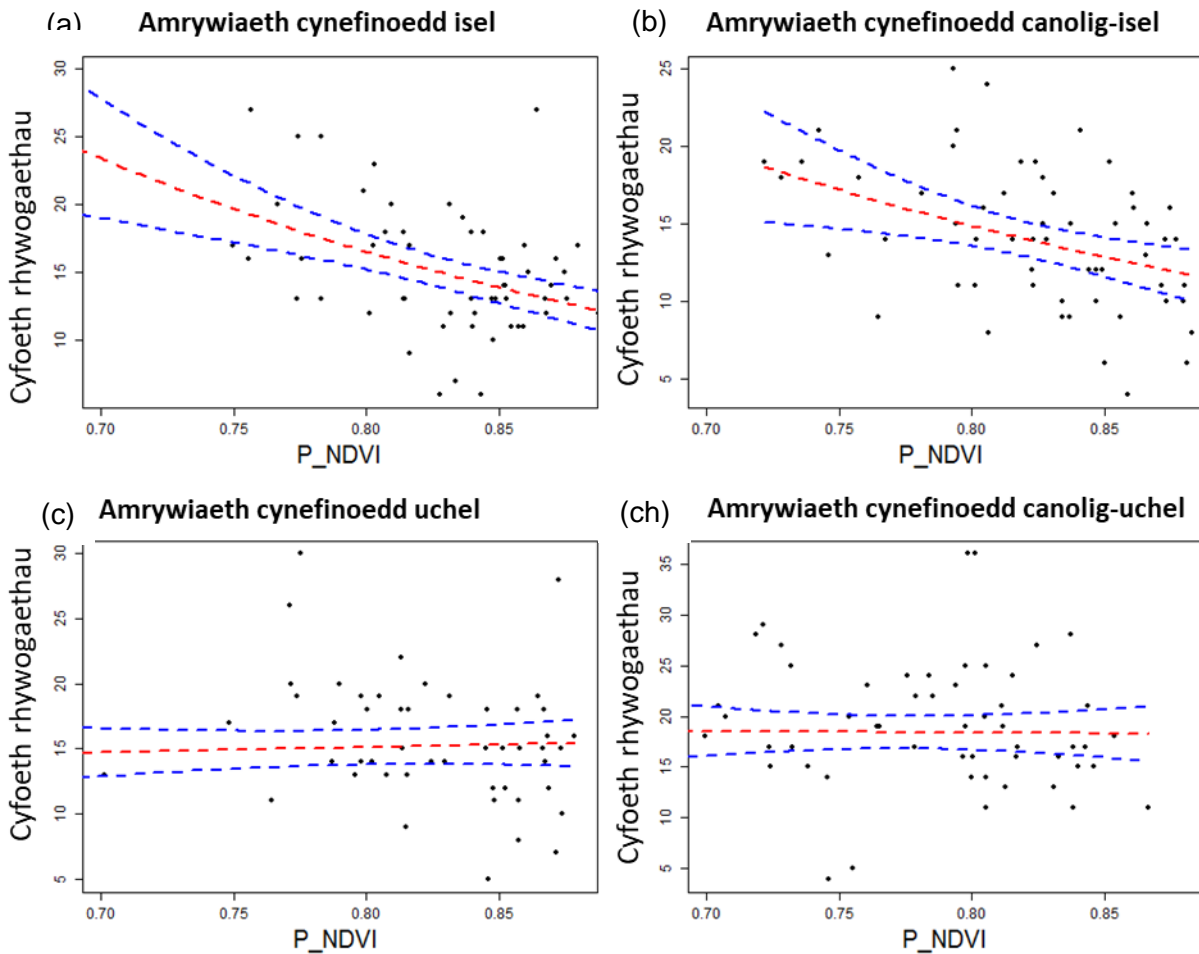 (a) Amrywiaeth cynefinoedd isel
Cyfoeth rhywogaethau
30
25
20
15
10
0.70 0.75 0.80 0.85
P_NDVI
(b) Amrywiaeth cynefinoedd canolig-isel
Cyfoeth rhywogaethau
25
20
15
10
5
0.70 0.75 0.80 0.85
P_NDVI
(c) Amrywiaeth cynefinoedd uchel
Cyfoeth rhywogaethau
30
25
20
15
10
5
0.70 0.75 0.80 0.85
P_NDVI
(ch) Amrywiaeth cynefinoedd canolig-uchel
Cyfoeth rhywogaethau
35
30
25
20
15
10
5
0.70 0.75 0.80 0.85
P_NDVI